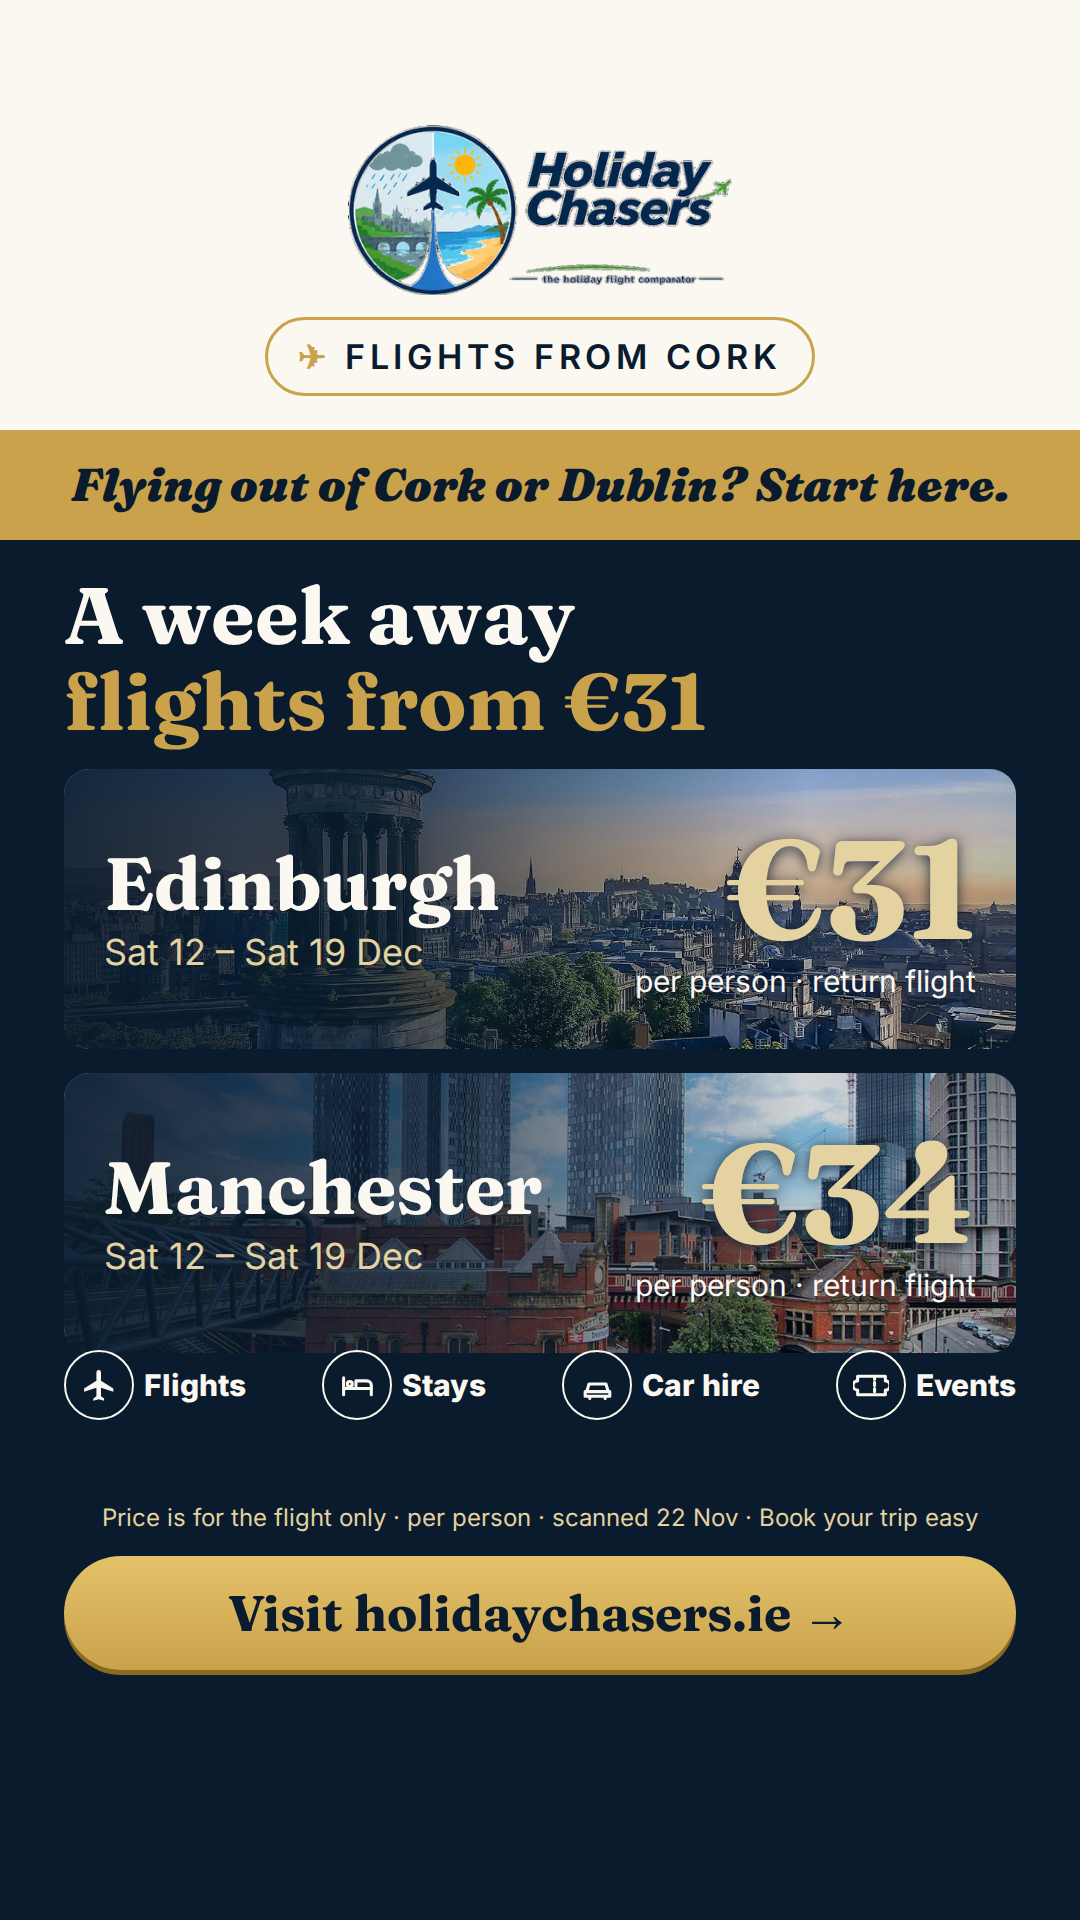 Holiday
Chasers
the holiday flight comparator
✈ FLIGHTS FROM CORK
Flying out of Cork or Dublin? Start here.
A week away
flights from €31
Edinburgh
Sat 12 – Sat 19 Dec
€31
per person · return flight
Manchester
Sat 12 – Sat 19 Dec
€34
per person · return flight
ATLAS
Flights
Stays
Car hire
Events
Price is for the flight only · per person · scanned 22 Nov · Book your trip easy
Visit holidaychasers.ie →